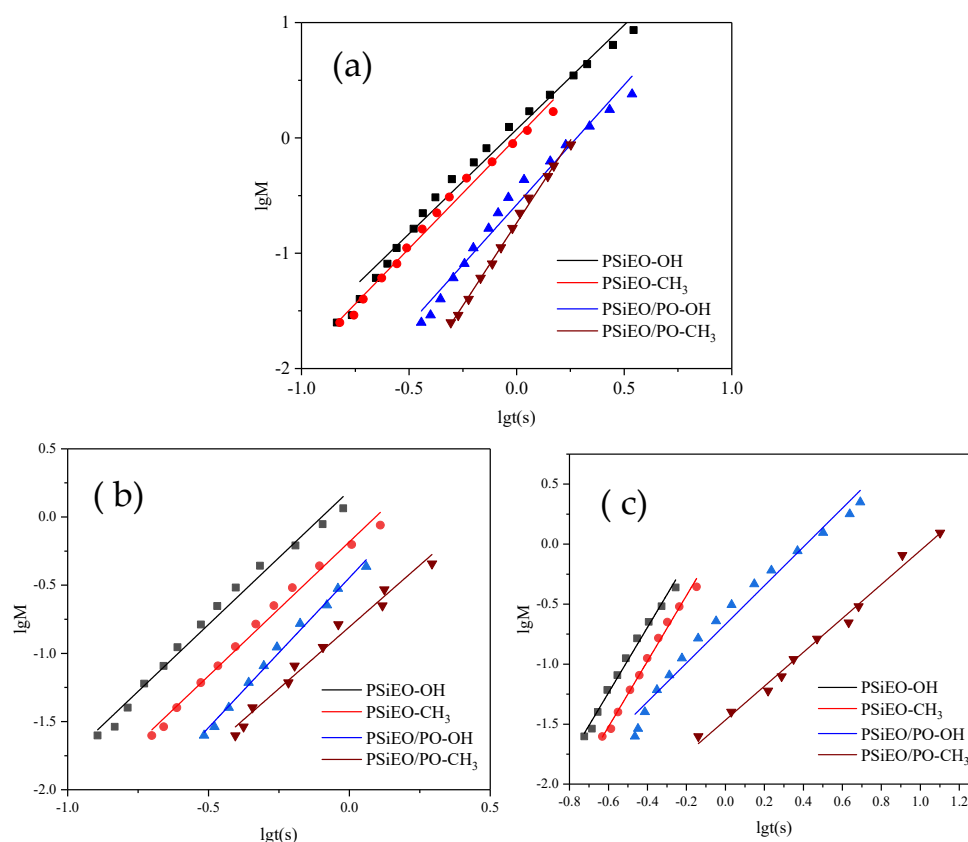 (a)
1
0
-1
-2
lgM
-1.0 -0.5 0.0 0.5 1.0
lgt(s)
PSiEO-OH
PSiEO-CH₃
PSiEO/PO-OH
PSiEO/PO-CH₃
( b)
0.5
0.0
-0.5
-1.0
-1.5
-2.0
lgM
-1.0 -0.5 0.0 0.5
lgt(s)
PSiEO-OH
PSiEO-CH₃
PSiEO/PO-OH
PSiEO/PO-CH₃
( c)
0.5
0.0
-0.5
-1.0
-1.5
-2.0
lgM
-0.8 -0.6 -0.4 -0.2 0.0 0.2 0.4 0.6 0.8 1.0 1.2
lgt(s)
PSiEO-OH
PSiEO-CH₃
PSiEO/PO-OH
PSiEO/PO-CH₃